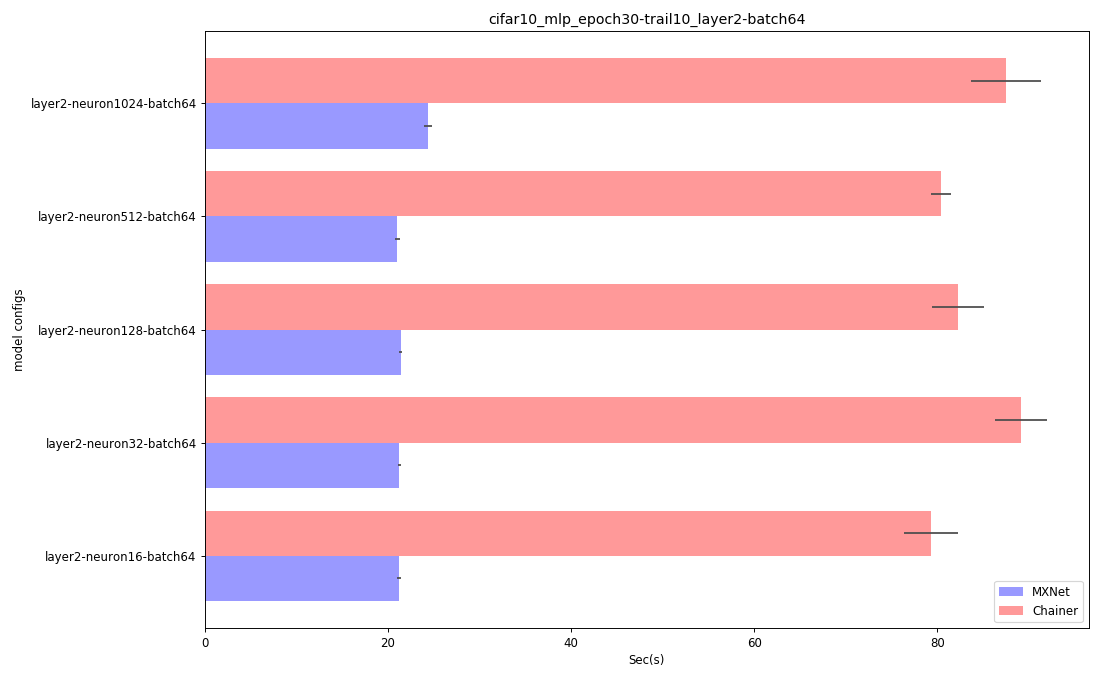 cifar10_mlp_epoch30-trail10_layer2-batch64
model configs
layer2-neuron1024-batch64
layer2-neuron512-batch64
layer2-neuron128-batch64
layer2-neuron32-batch64
layer2-neuron16-batch64
MXNet
Chainer
0 20 40 60 80
Sec(s)